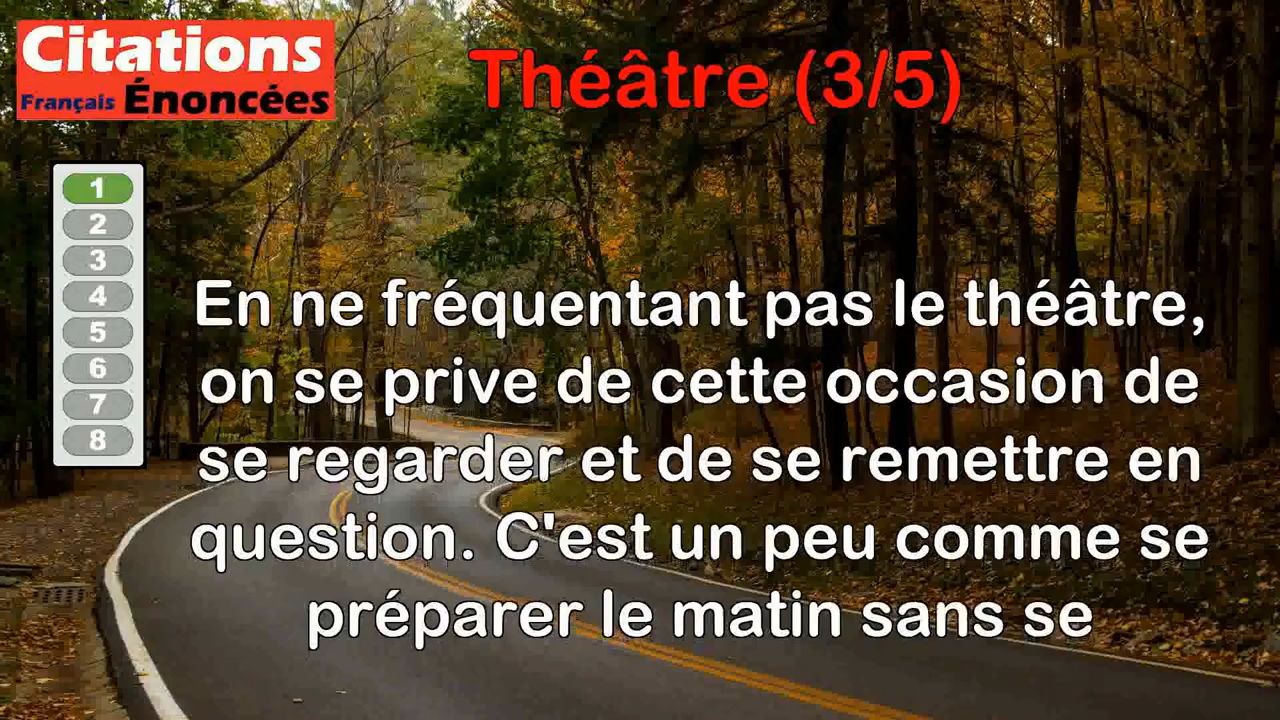 Citations
Français Énoncées
Théâtre (3/5)
1
2
3
4
5
6
7
8
En ne fréquentant pas le théâtre,
on se prive de cette occasion de
se regarder et de se remettre en
question. C'est un peu comme se
préparer le matin sans se